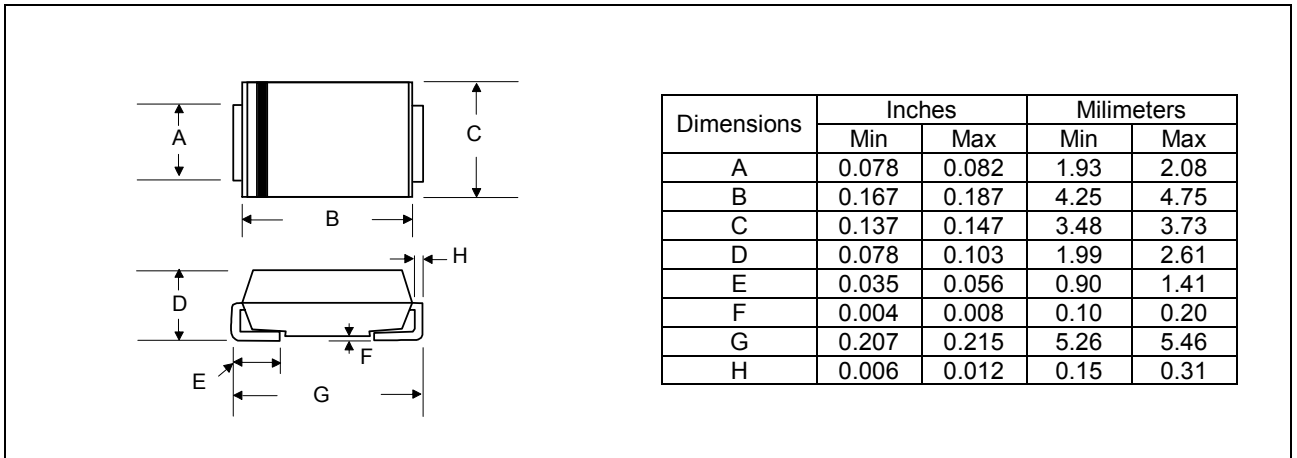 A
C
B
H
D
F
E
G
Dimensions Inches Milimeters
Min Max Min Max
A 0.078 0.082 1.93 2.08
B 0.167 0.187 4.25 4.75
C 0.137 0.147 3.48 3.73
D 0.078 0.103 1.99 2.61
E 0.035 0.056 0.90 1.41
F 0.004 0.008 0.10 0.20
G 0.207 0.215 5.26 5.46
H 0.006 0.012 0.15 0.31